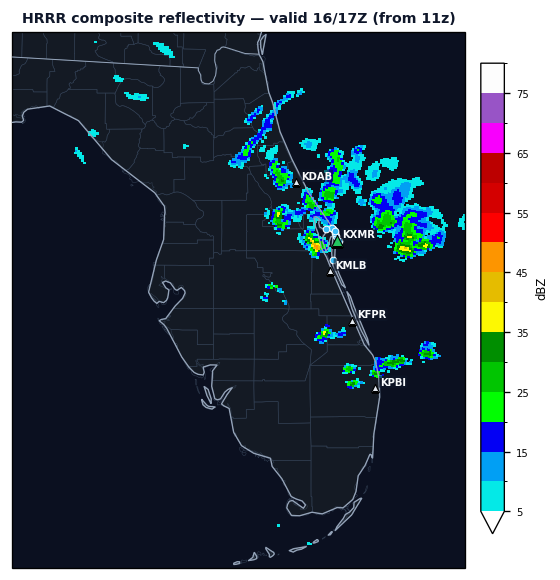 HRRR composite reflectivity — valid 16/17Z (from 11z)
KDAB
KXMR
KMLB
KFPR
KPBI
75
65
55
45
35
25
15
5
dBZ